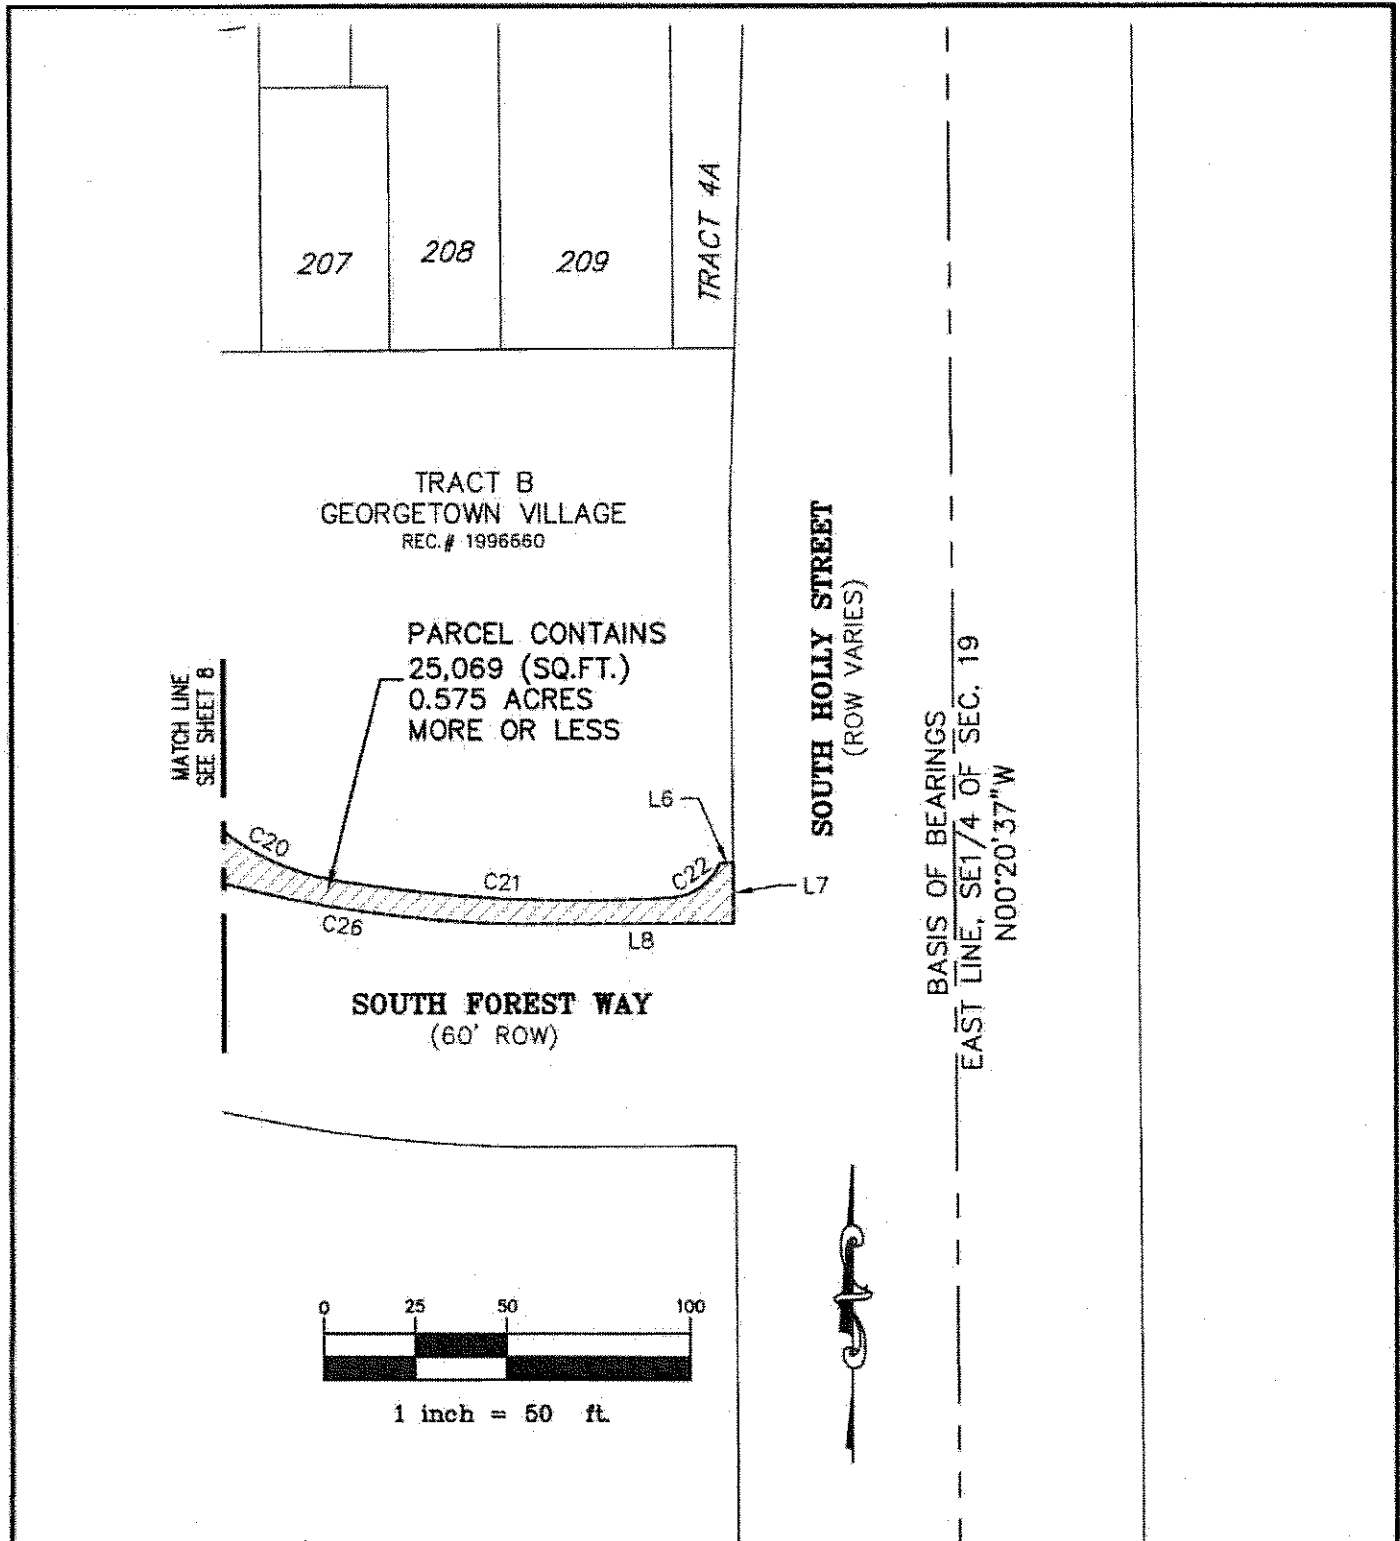 207
208
209
TRACT 4A
TRACT B
GEORGETOWN VILLAGE
REC.# 1996660
PARCEL CONTAINS
25,069 (SQ.FT.)
0.575 ACRES
MORE OR LESS
MATCH LINE
SEE SHEET 8
SOUTH HOLLY STREET
(ROW VARIES)
BASIS OF BEARINGS
EAST LINE, SE1/4 OF SEC. 19
N00°20'37"W
L6
C20
C21
C22
L7
C26
L8
SOUTH FOREST WAY
(60' ROW)
0 25 50 100
1 inch = 50 ft.